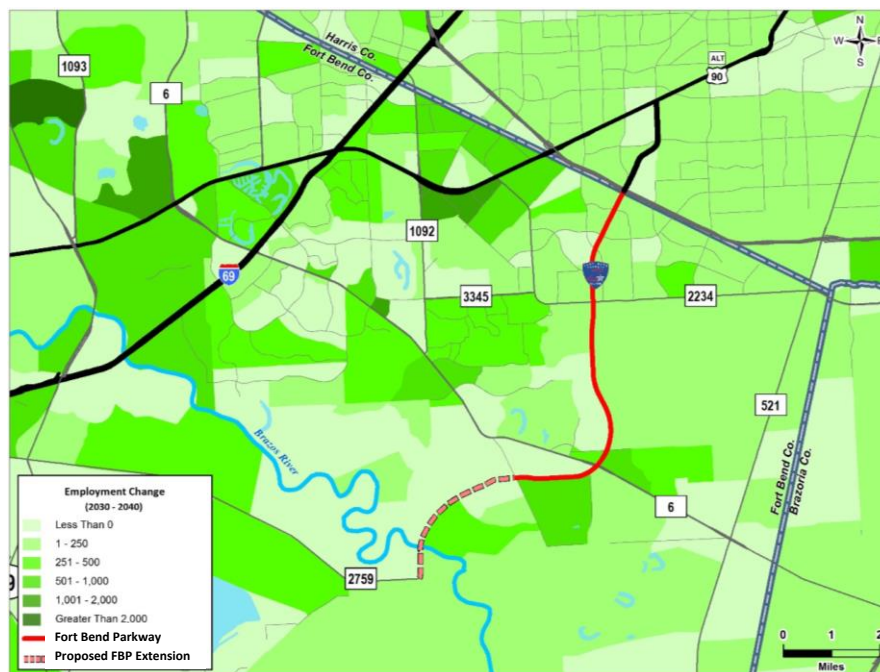 1093
6
Harris Co.
Fort Bend Co.
ALT
90
N
W
S
1092
69
3345
2234
521
Fort Bend Co.
Brazoria Co.
Brazos River
6
2759
Employment Change
(2030 - 2040)
Less Than 0
1 - 250
251 - 500
501 - 1,000
1,001 - 2,000
Greater Than 2,000
Fort Bend Parkway
Proposed FBP Extension
0 1 2
Miles